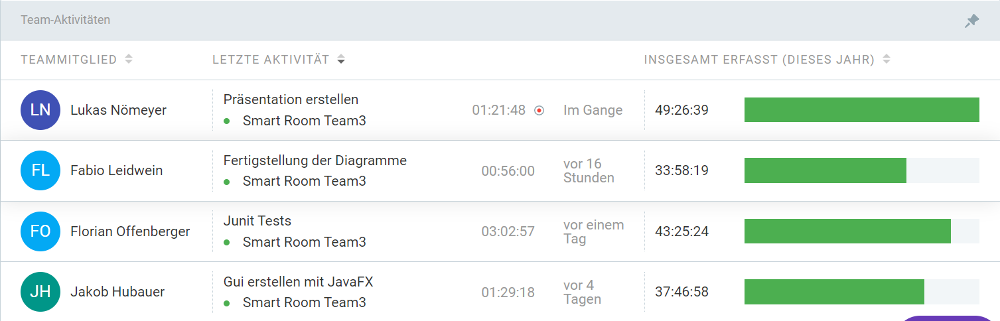 Team-Aktivitäten
TEAMMITGLIED LETZTE AKTIVITÄT INSGESAMT ERFASST (DIESES JAHR)
LN Lukas Nömeyer
Präsentation erstellen
Smart Room Team3
01:21:48
Im Gange
49:26:39
FL Fabio Leidwein
Fertigstellung der Diagramme
Smart Room Team3
00:56:00
vor 16
Stunden
33:58:19
FO Florian Offenberger
Junit Tests
Smart Room Team3
03:02:57
vor einem
Tag
43:25:24
JH Jakob Hubauer
Gui erstellen mit JavaFX
Smart Room Team3
01:29:18
vor 4
Tagen
37:46:58